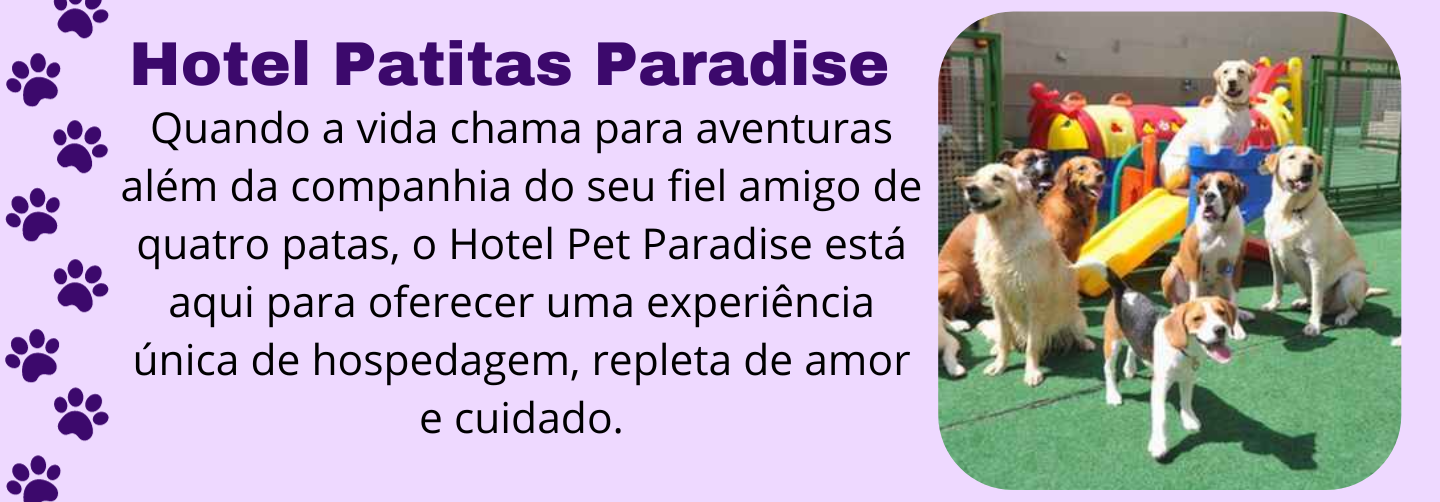 Hotel Patitas Paradise
Quando a vida chama para aventuras
além da companhia do seu fiel amigo de
quatro patas, o Hotel Pet Paradise está
aqui para oferecer uma experiência
única de hospedagem, repleta de amor
e cuidado.